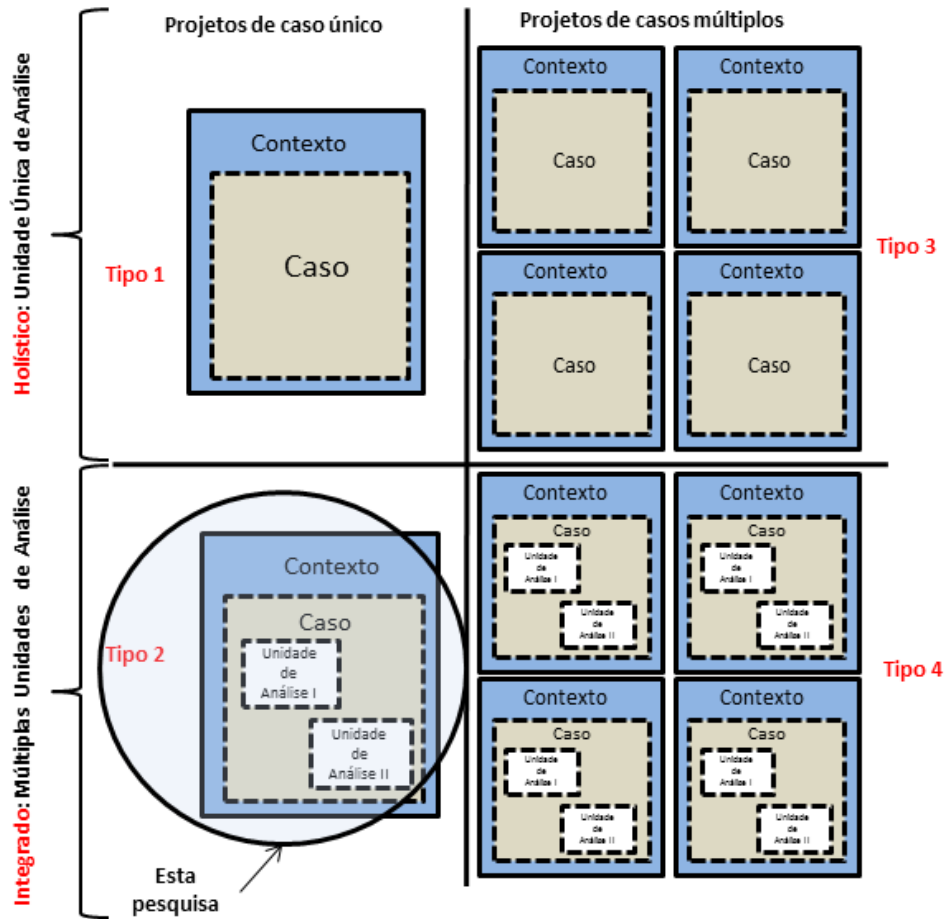 Projetos de caso único
Projetos de casos múltiplos
Holístico: Unidade Única de Análise
Tipo 1
Contexto
Caso
Contexto
Caso
Contexto
Caso
Tipo 3
Contexto
Caso
Contexto
Caso
Integrado: Múltiplas Unidades de Análise
Tipo 2
Contexto
Caso
Unidade
de
Análise I
Unidade
de
Análise II
Esta
pesquisa
Contexto
Caso
Unidade
de
Análise I
Unidade
de
Análise II
Contexto
Caso
Unidade
de
Análise I
Unidade
de
Análise II
Tipo 4
Contexto
Caso
Unidade
de
Análise I
Unidade
de
Análise II
Contexto
Caso
Unidade
de
Análise I
Unidade
de
Análise II